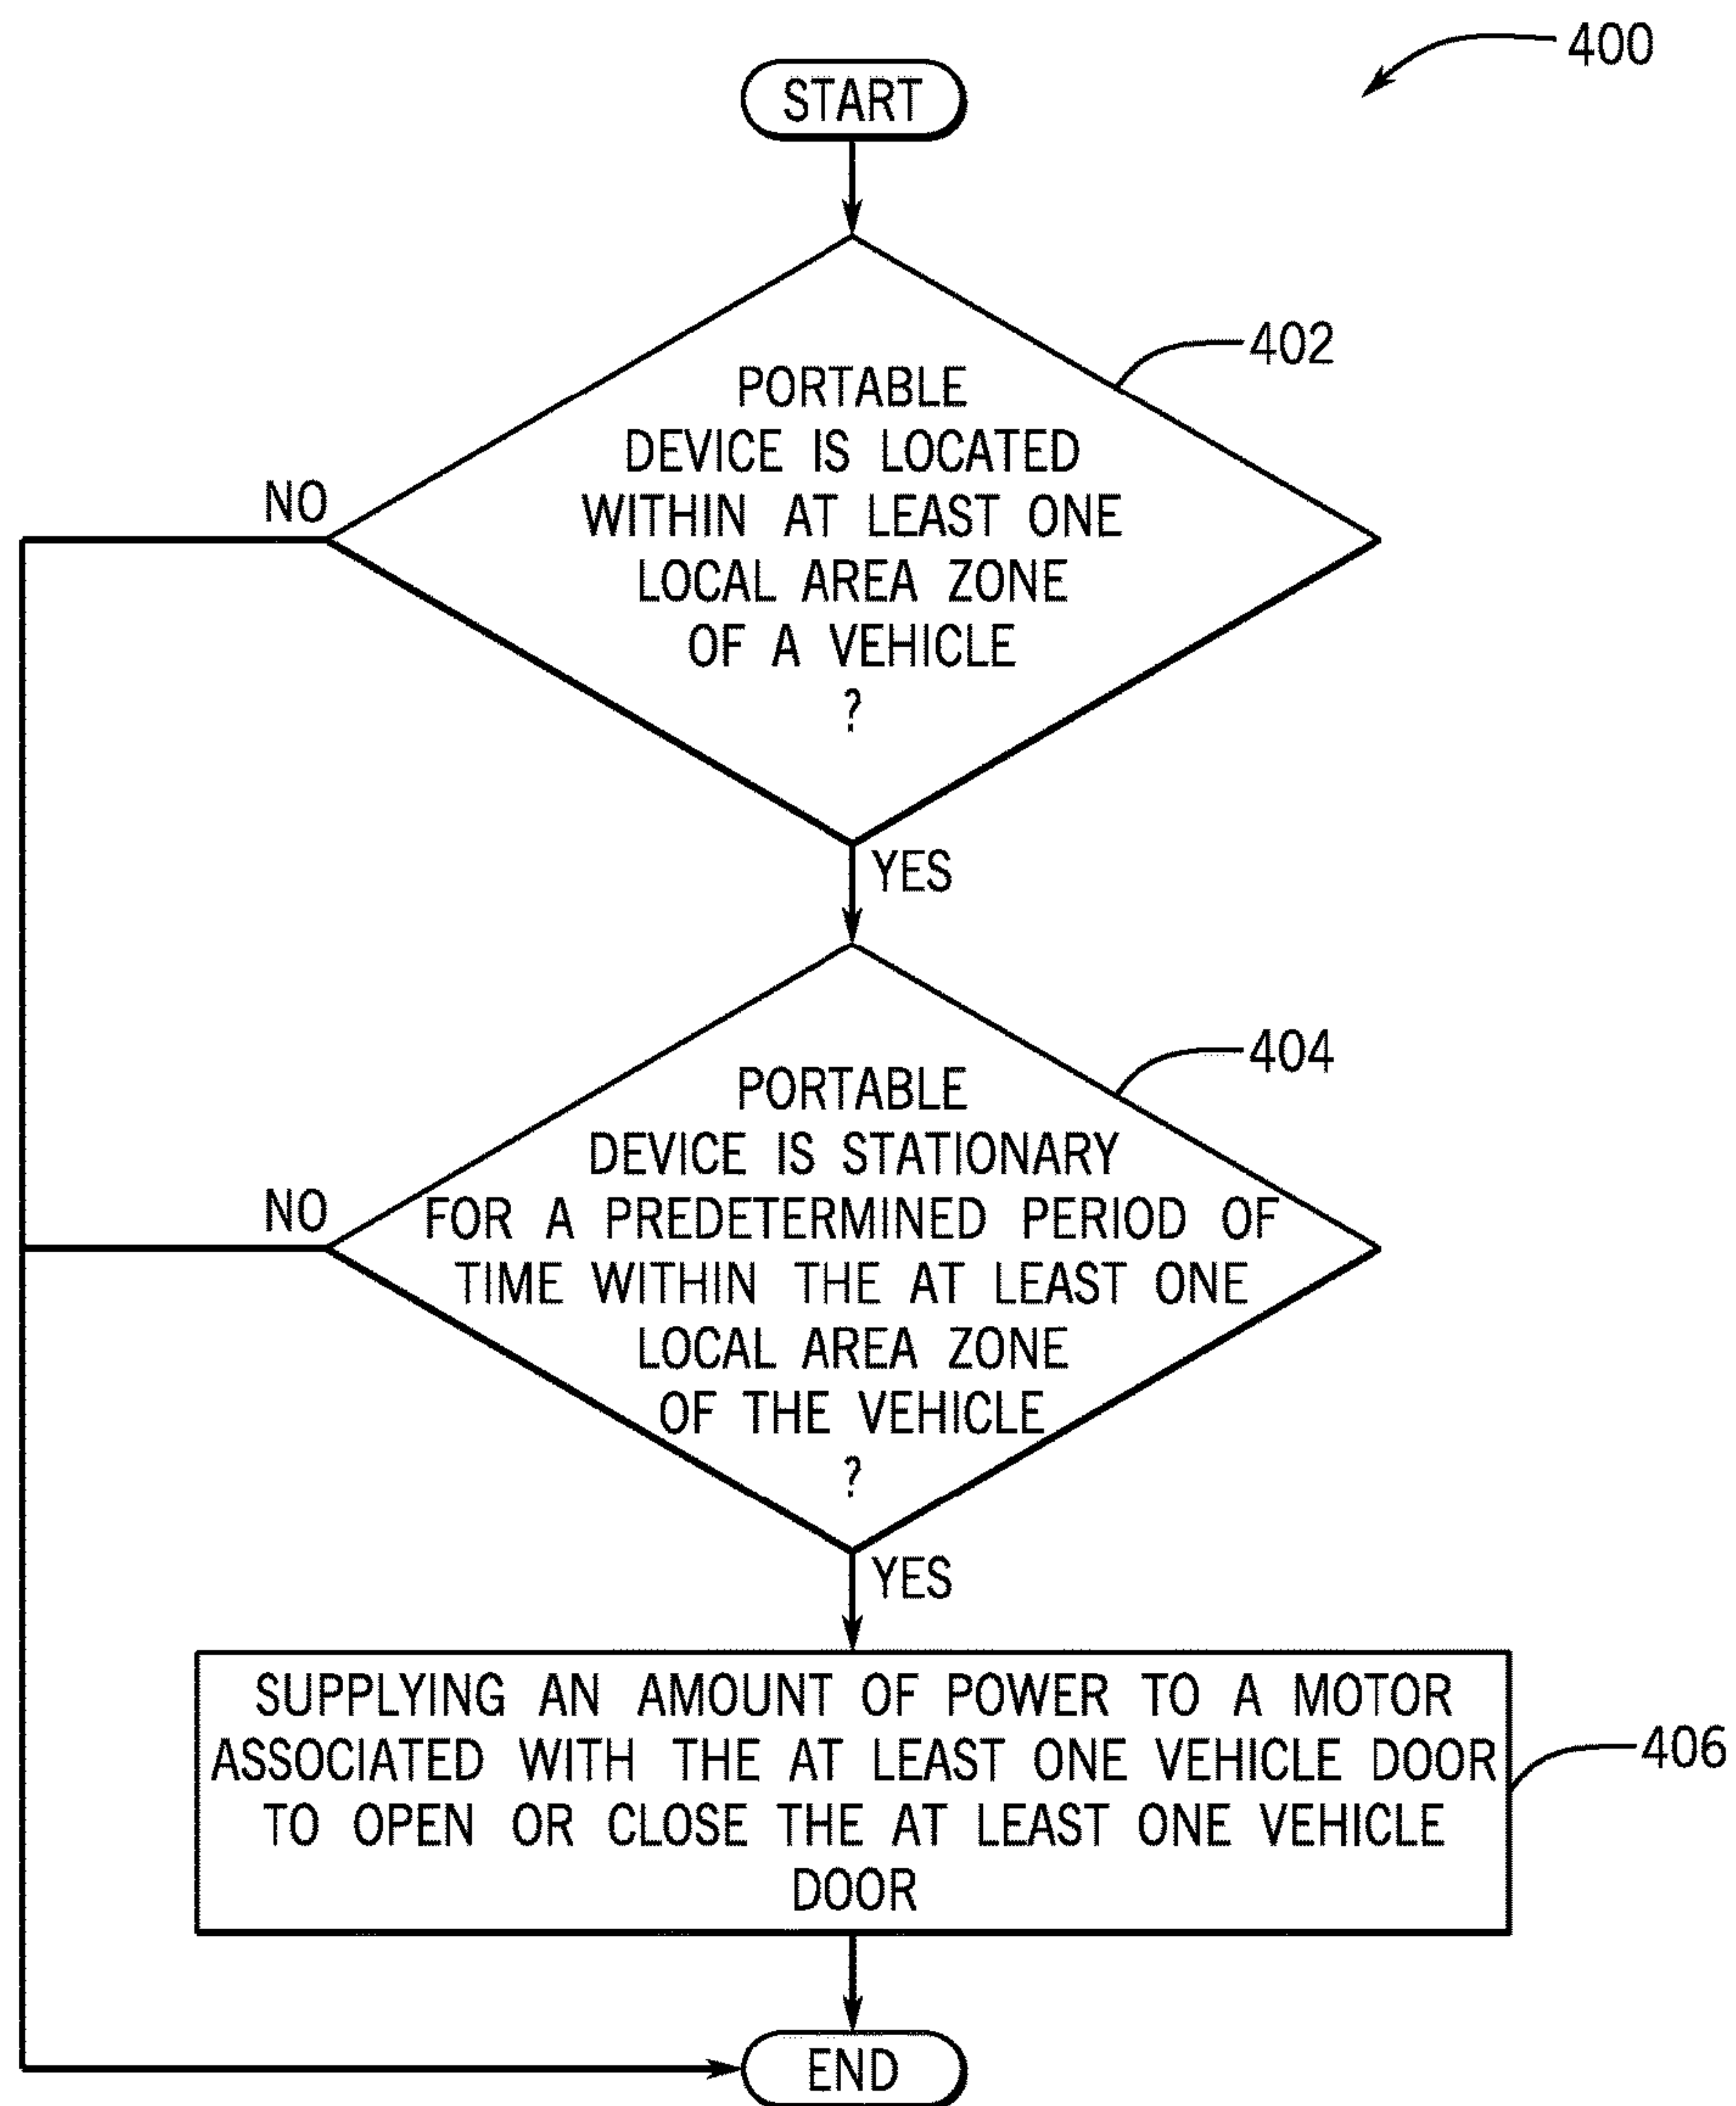 400
START
402
PORTABLE
DEVICE IS LOCATED
WITHIN AT LEAST ONE
LOCAL AREA ZONE
OF A VEHICLE
?
NO
YES
404
PORTABLE
DEVICE IS STATIONARY
FOR A PREDETERMINED PERIOD OF
TIME WITHIN THE AT LEAST ONE
LOCAL AREA ZONE
OF THE VEHICLE
?
NO
YES
SUPPLYING AN AMOUNT OF POWER TO A MOTOR
ASSOCIATED WITH THE AT LEAST ONE VEHICLE DOOR
TO OPEN OR CLOSE THE AT LEAST ONE VEHICLE
DOOR
406
END